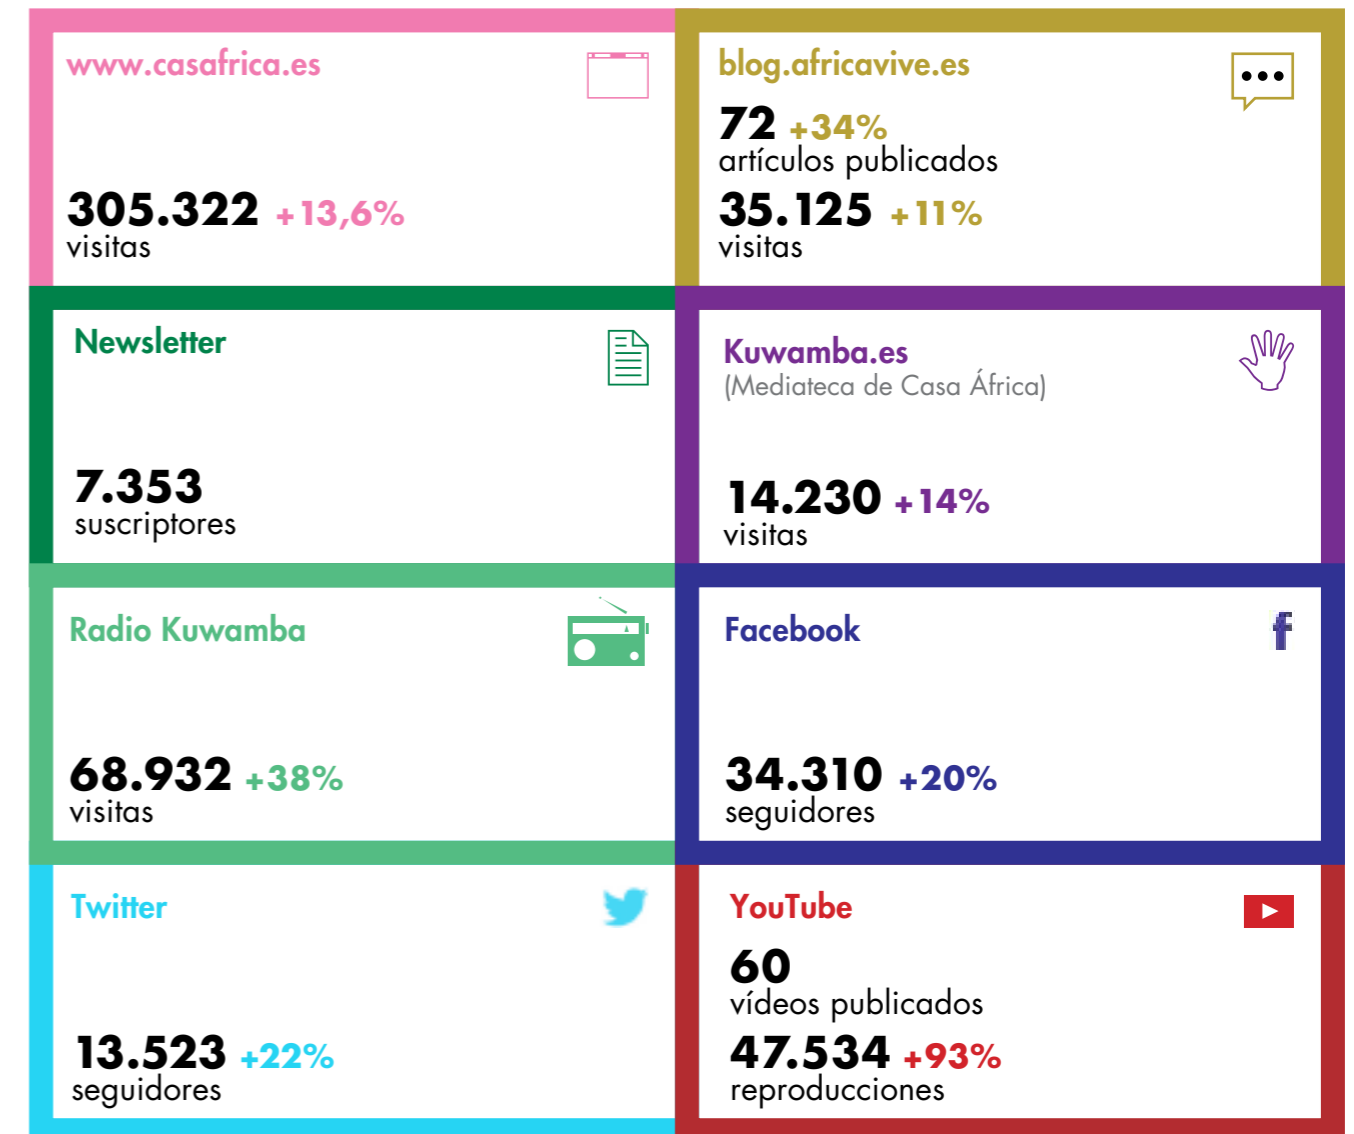 www.casafrica.es
305.322 +13,6%
visitas
blog.africavive.es
72 +34%
artículos publicados
35.125 +11%
visitas
Newsletter
7.353
suscriptores
Kuwamba.es
(Mediateca de Casa África)
14.230 +14%
visitas
Radio Kuwamba
68.932 +38%
visitas
Facebook
34.310 +20%
seguidores
Twitter
13.523 +22%
seguidores
YouTube
60
vídeos publicados
47.534 +93%
reproducciones